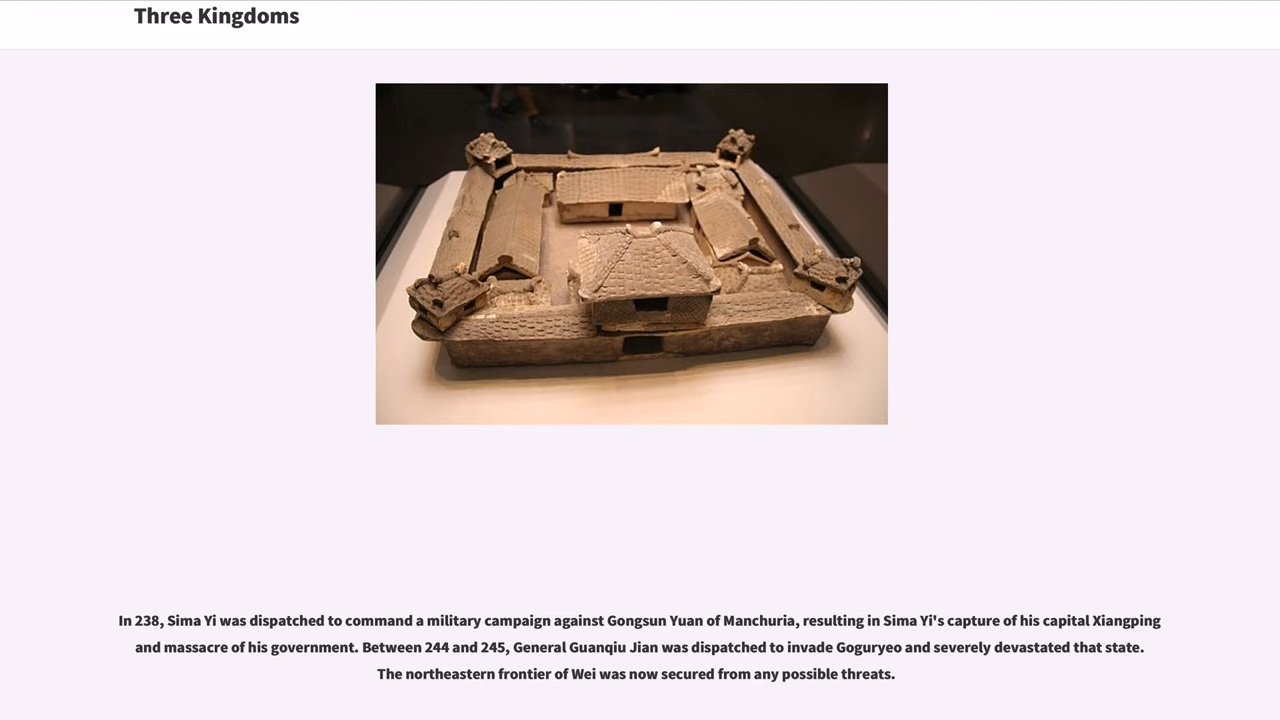 Three Kingdoms
In 238, Sima Yi was dispatched to command a military campaign against Gongsun Yuan of Manchuria, resulting in Sima Yi's capture of his capital Xiangping
and massacre of his government. Between 244 and 245, General Guanqiu Jian was dispatched to invade Goguryeo and severely devastated that state.
The northeastern frontier of Wei was now secured from any possible threats.